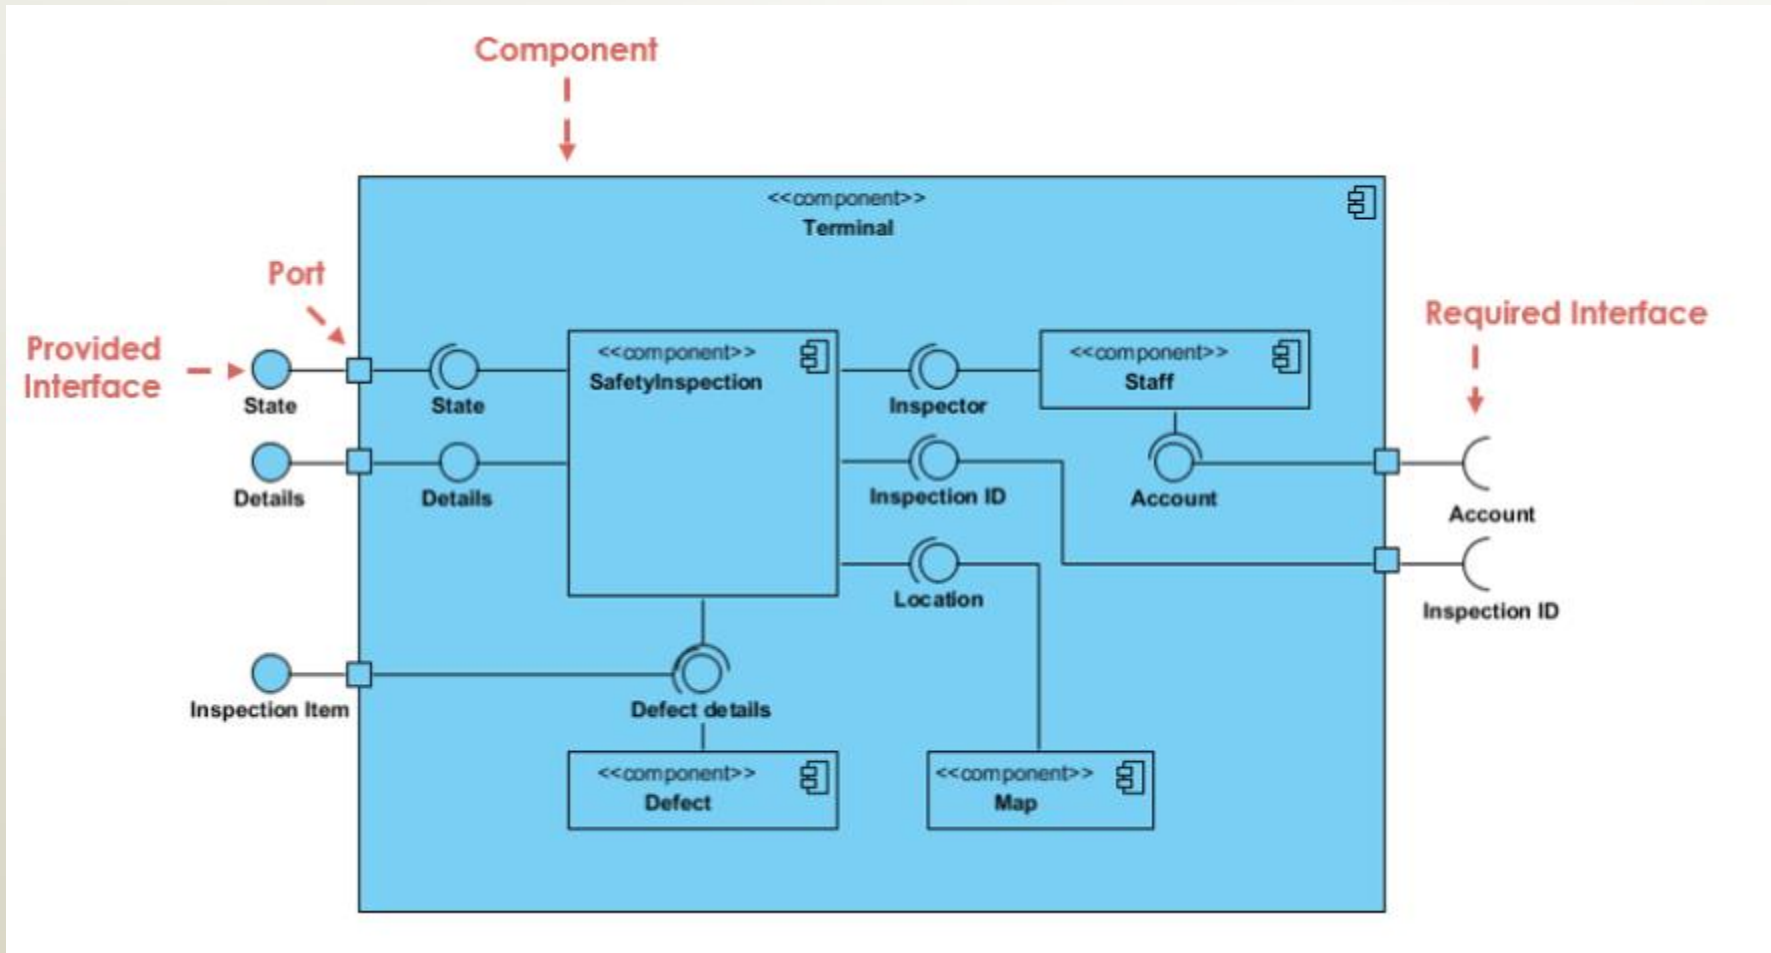 Component
<<component>>
Terminal
Port
Provided
Interface
Required Interface
<<component>>
SafetyInspection
<<component>>
Staff
State
State
Inspector
Details
Details
Inspection ID
Account
Account
Location
Inspection ID
Inspection Item
Defect details
<<component>>
Defect
<<component>>
Map